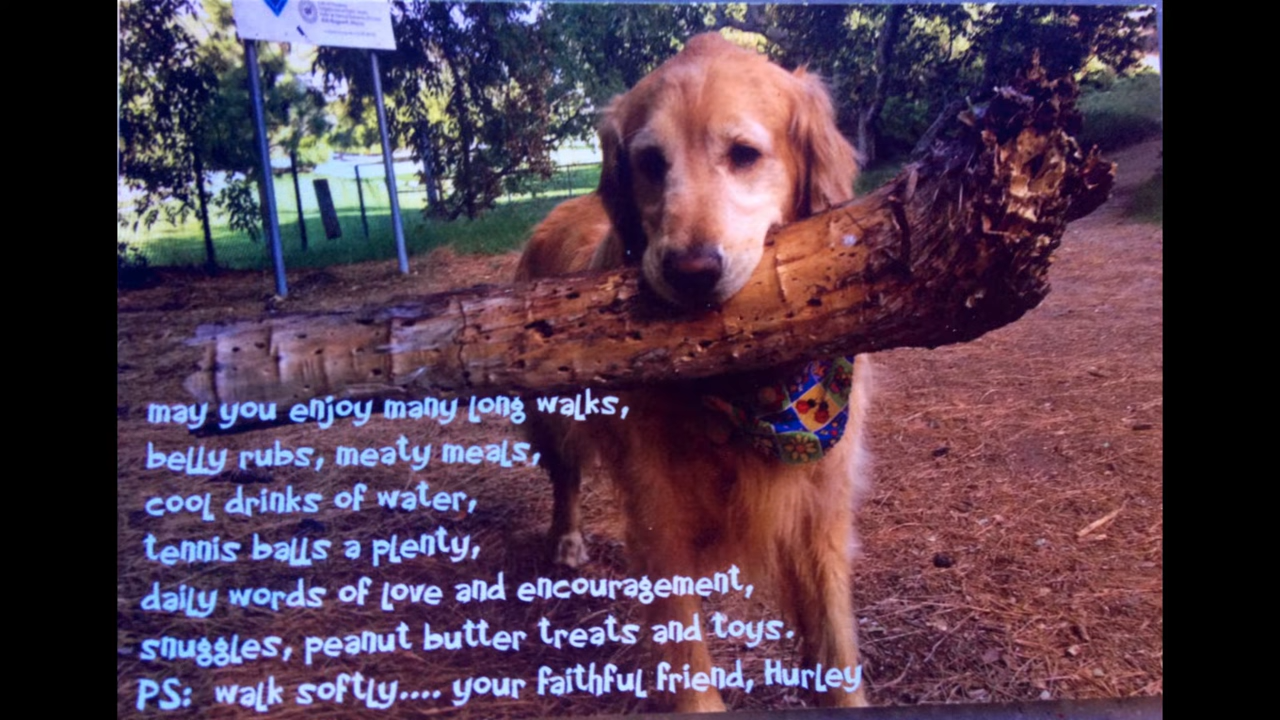 may you enjoy many long walks,
belly rubs, meaty meals,
cool drinks of water,
tennis balls a plenty,
daily words of love and encouragement,
snuggles, peanut butter treats and toys.
PS: walk softly.... your faithful friend, Hurley